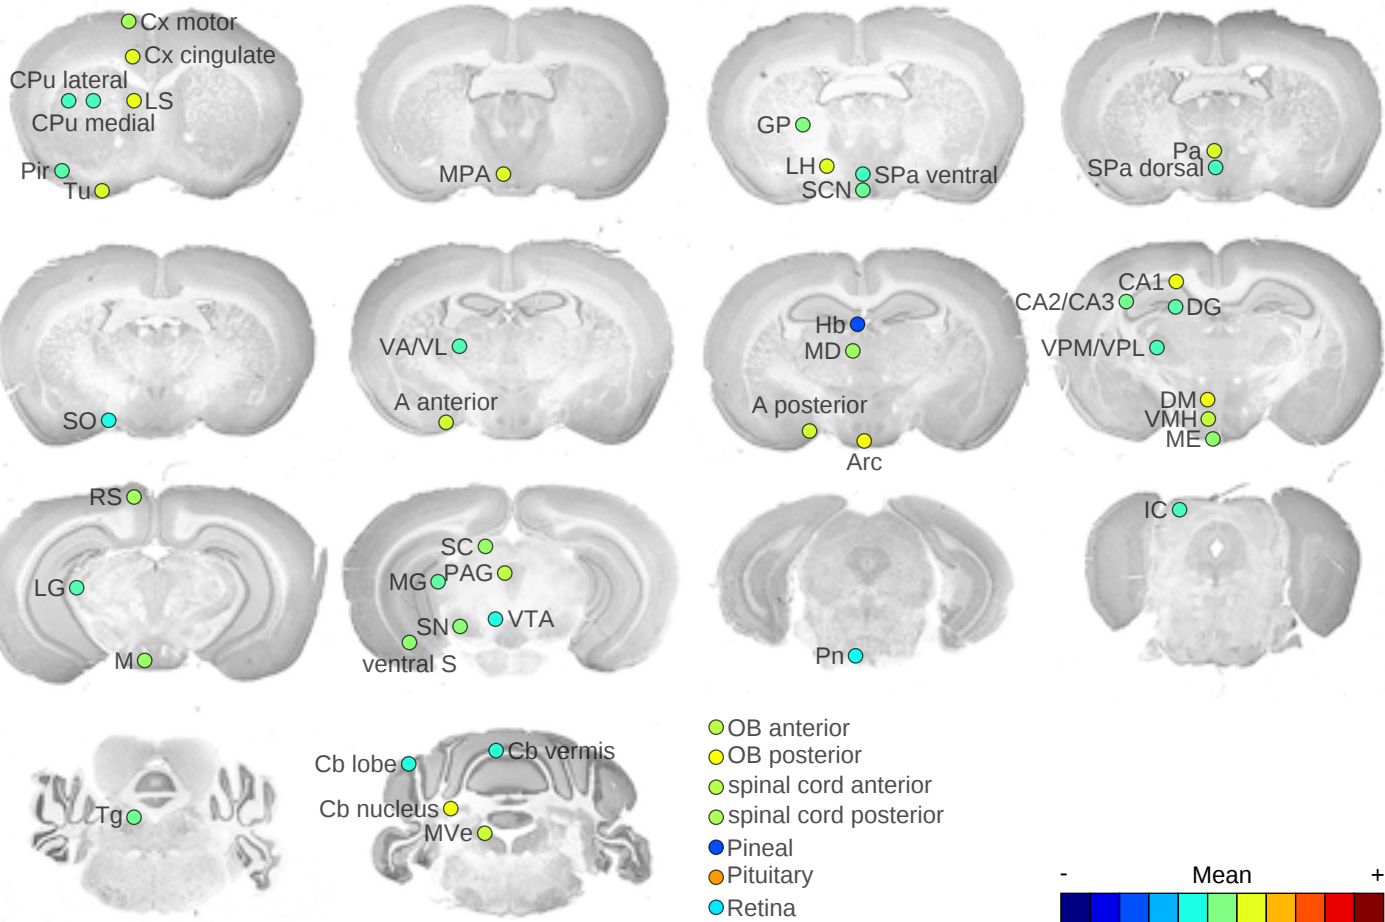 Cx motor
Cx cingulate
CPu lateral
LS
CPu medial
Pir
Tu
MPA
GP
LH
SPa ventral
SCN
Pa
SPa dorsal
SO
VA/VL
A anterior
Hb
MD
A posterior
Arc
CA1
CA2/CA3
DG
VPM/VPL
DM
VMH
ME
RS
LG
M
SC
PAG
MG
VTA
SN
ventral S
Pn
IC
Tg
Cb vermis
Cb lobe
Cb nucleus
MVe
OB anterior
OB posterior
spinal cord anterior
spinal cord posterior
Pineal
Pituitary
Retina
- Mean +